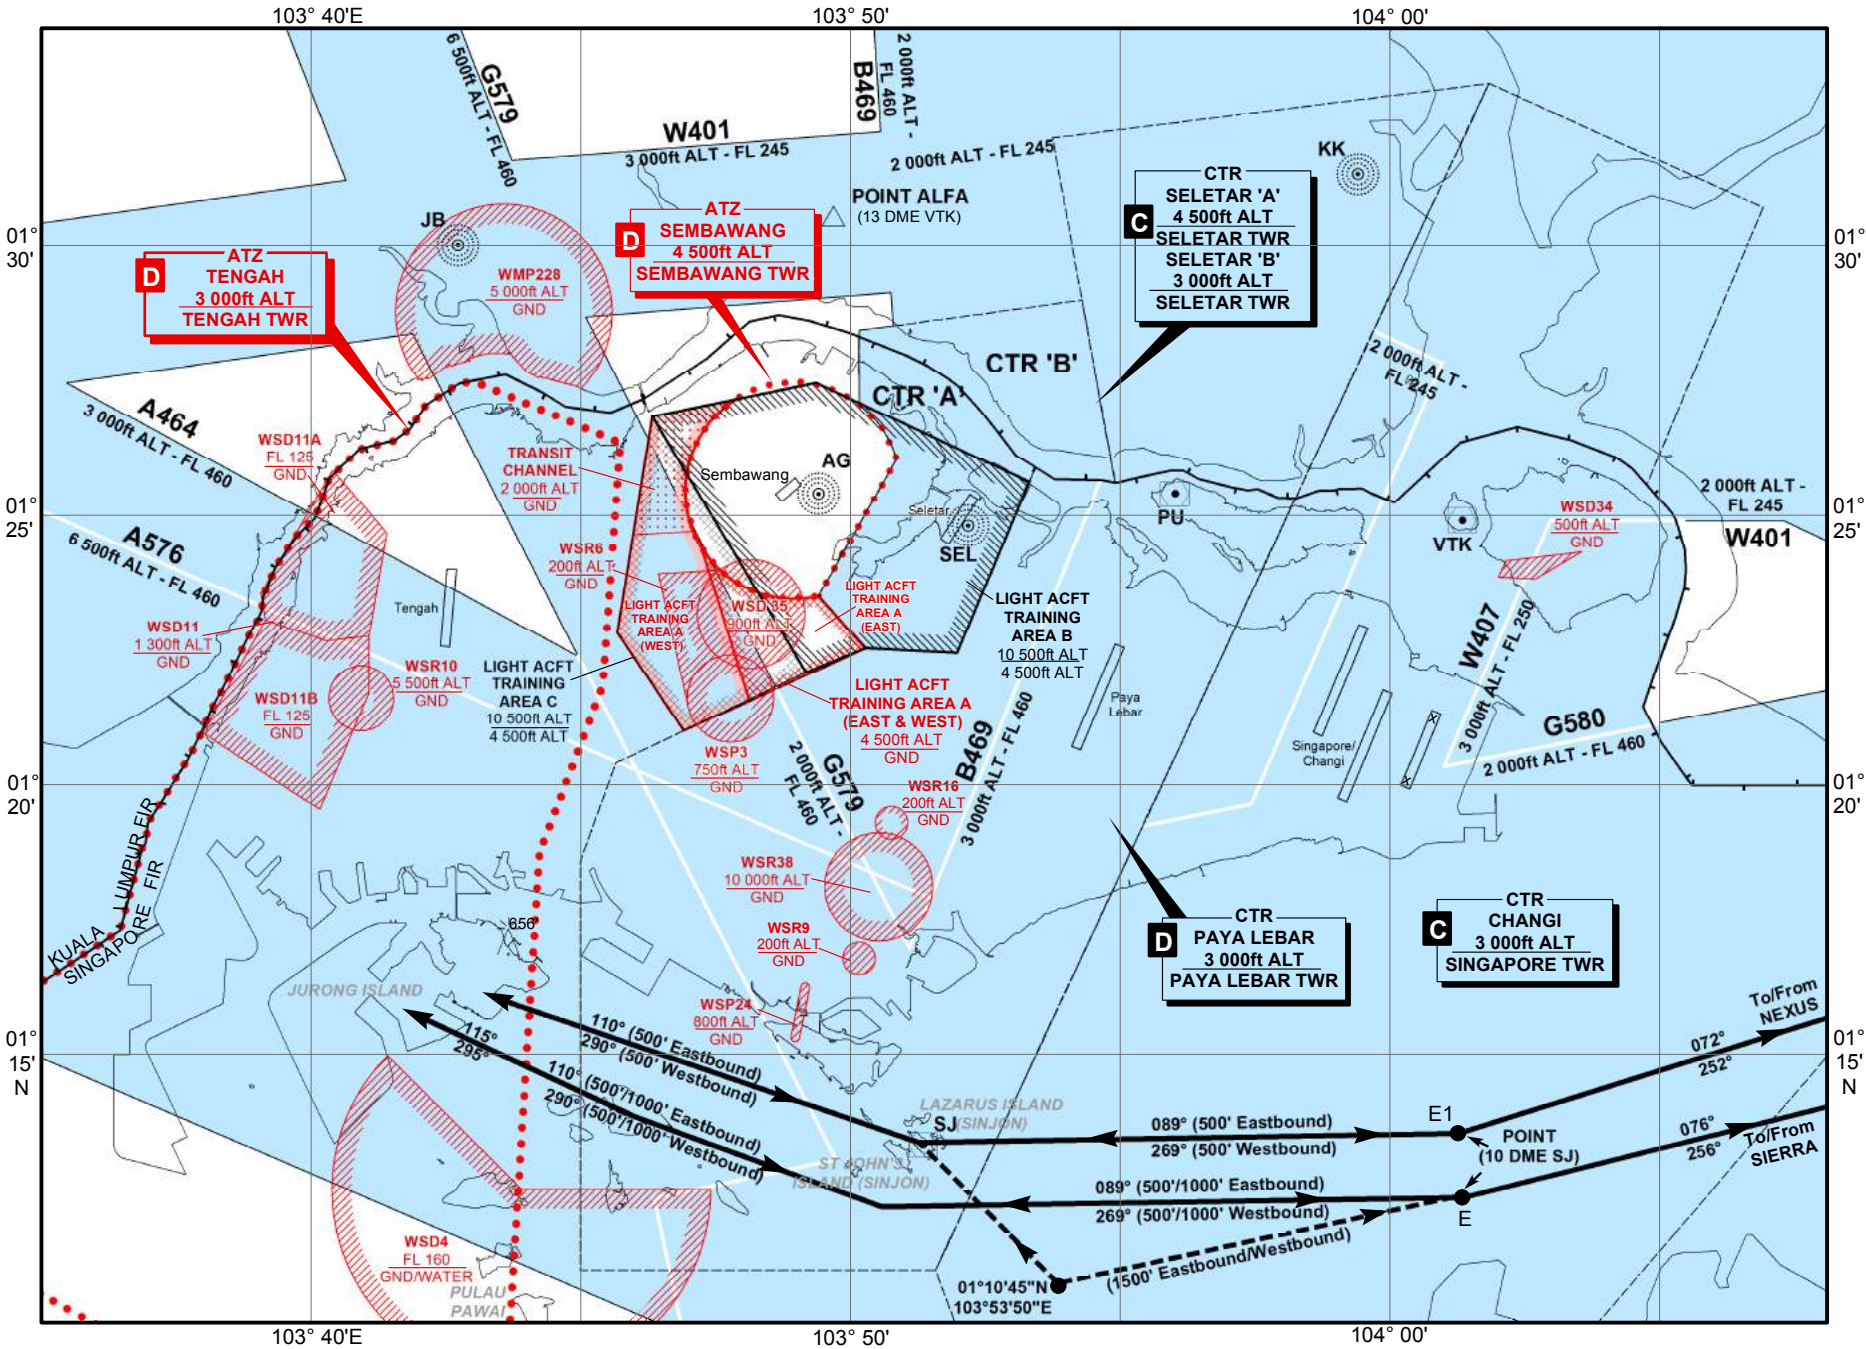 103° 40'E
103° 50'
104° 00'
01°
30'
01°
25'
01°
20'
01°
15'
N
01°
30'
01°
25'
01°
20'
01°
15'
N
103° 40'E
103° 50'
104° 00'
G579
6 500ft ALT - FL 460
W401
3 000ft ALT - FL 245
B469
2 000ft ALT -
FL 460
2 000ft ALT - FL 245
KK
POINT ALFA
(13 DME VTK)
JB
D
ATZ
TENGAH
3 000ft ALT
TENGAH TWR
D
ATZ
SEMBAWANG
4 500ft ALT
SEMBAWANG TWR
C
CTR
SELETAR 'A'
4 500ft ALT
SELETAR TWR
SELETAR 'B'
3 000ft ALT
SELETAR TWR
WMP228
5 000ft ALT
GND
CTR 'B'
CTR 'A'
2 000ft ALT -
FL 245
A464
3 000ft ALT - FL 460
WSD11A
FL 125
GND
TRANSIT
CHANNEL
2 000ft ALT
GND
Sembawang
AG
Seletar
SEL
PU
VTK
WSD34
500ft ALT
GND
2 000ft ALT -
FL 245
W401
A576
6 500ft ALT - FL 460
WSR6
200ft ALT
GND
Tengah
LIGHT ACFT
TRAINING
AREA A
(WEST)
WSD 35
900ft ALT
GND
LIGHT ACFT
TRAINING
AREA A
(EAST)
LIGHT ACFT
TRAINING
AREA B
10 500ft ALT
4 500ft ALT
WSD11
1 300ft ALT
GND
WSR10
5 500ft ALT
GND
WSD11B
FL 125
GND
LIGHT ACFT
TRAINING
AREA C
10 500ft ALT
4 500ft ALT
LIGHT ACFT
TRAINING AREA A
(EAST & WEST)
4 500ft ALT
GND
Paya
Lebar
W407
3 000ft ALT - FL 250
Singapore/
Changi
X
X
G580
2 000ft ALT - FL 460
WSP3
750ft ALT
GND
G579
2 000ft ALT -
FL 460
B469
3 000ft ALT - FL 460
WSR16
200ft ALT
GND
WSR38
10 000ft ALT
GND
WSR9
200ft ALT
GND
WSP24
800ft ALT
GND
KUALA LUMPUR FIR
SINGAPORE FIR
656'
JURONG ISLAND
D
CTR
PAYA LEBAR
3 000ft ALT
PAYA LEBAR TWR
C
CTR
CHANGI
3 000ft ALT
SINGAPORE TWR
To/From
NEXUS
072°
252°
110° (500' Eastbound)
290° (500' Westbound)
115°
295°
110° (500'/1000' Eastbound)
290° (500'/1000' Westbound)
LAZARUS ISLAND
(SINJON)
SJ
089° (500' Eastbound)
269° (500' Westbound)
E1
POINT
(10 DME SJ)
076°
256°
To/From
SIERRA
ST JOHN'S
ISLAND (SINJON)
089° (500'/1000' Eastbound)
269° (500'/1000' Westbound)
E
(1500' Eastbound/Westbound)
01°10'45"N
103°53'50"E
WSD4
FL 160
GND/WATER
PULAU
PAWAI